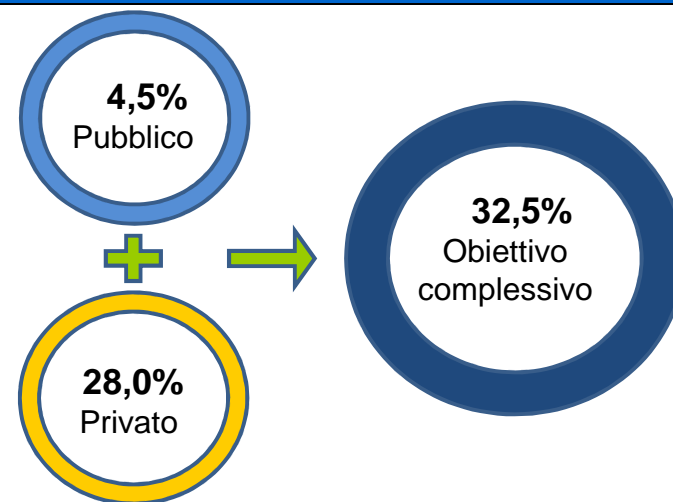 4,5%
Pubblico
28,0%
Privato
32,5%
Obiettivo
complessivo